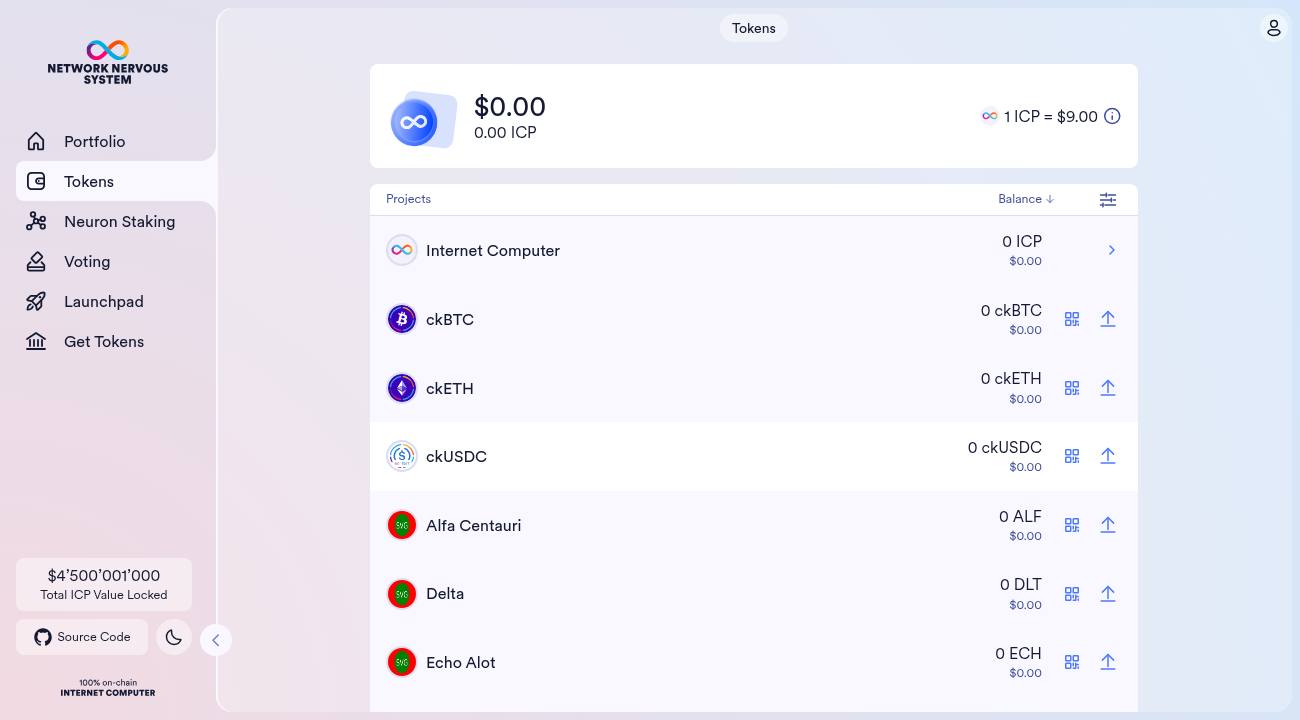 NETWORK NERVOUS
SYSTEM
Portfolio
Tokens
Neuron Staking
Voting
Launchpad
Get Tokens
$4’500’001’000
Total ICP Value Locked
Source Code
100% on-chain
INTERNET COMPUTER
Tokens
$0.00
0.00 ICP
1 ICP = $9.00
Projects
Balance
Internet Computer
0 ICP
$0.00
ckBTC
0 ckBTC
$0.00
ckETH
0 ckETH
$0.00
ckUSDC
0 ckUSDC
$0.00
SVG
Alfa Centauri
0 ALF
$0.00
SVG
Delta
0 DLT
$0.00
SVG
Echo Alot
0 ECH
$0.00